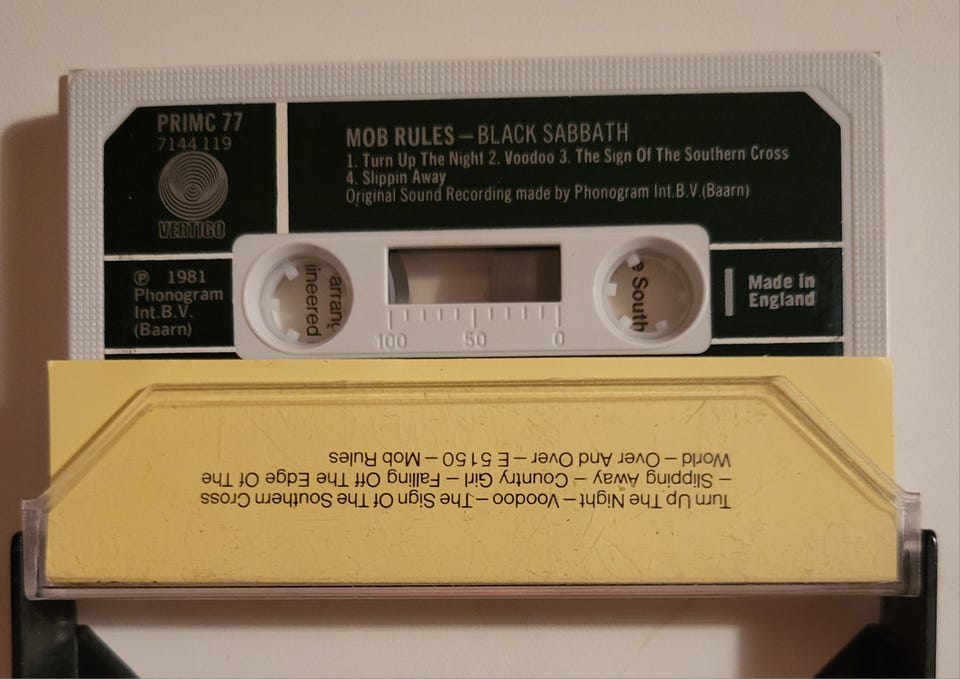 PRIMC 77
7144 119
VERTIGO
MOB RULES – BLACK SABBATH
1. Turn Up The Night 2. Voodoo 3. The Sign Of The Southern Cross
4. Slippin Away
Original Sound Recording made by Phonogram Int.B.V.(Baarn)
℗ 1981
Phonogram
Int.B.V.
(Baarn)
Made in
England
100 50 0
Turn Up The Night – Voodoo – The Sign Of The Southern Cross
– Slipping Away – Country Girl – Falling Off The Edge Of The
World – Over And Over – E 5150 – Mob Rules